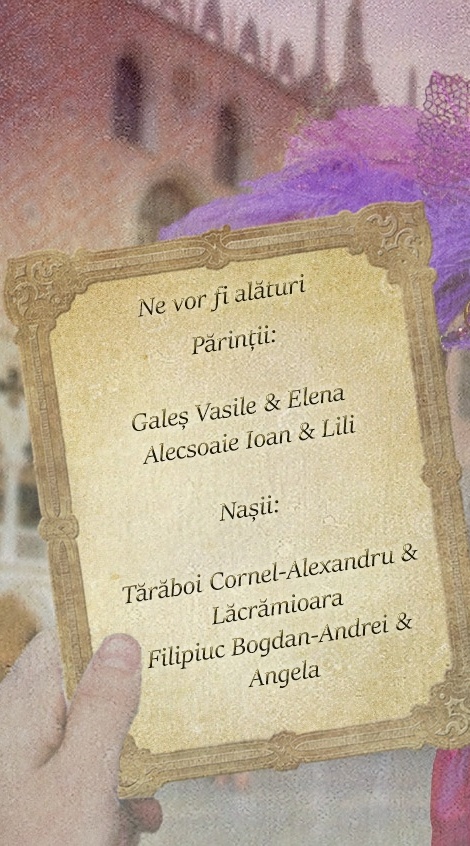 Ne vor fi alături
Părinții:
Galeș Vasile & Elena
Alecsoaie Ioan & Lili
Nașii:
Tărăboi Cornel-Alexandru &
Lăcrămioara
Filipiuc Bogdan-Andrei &
Angela